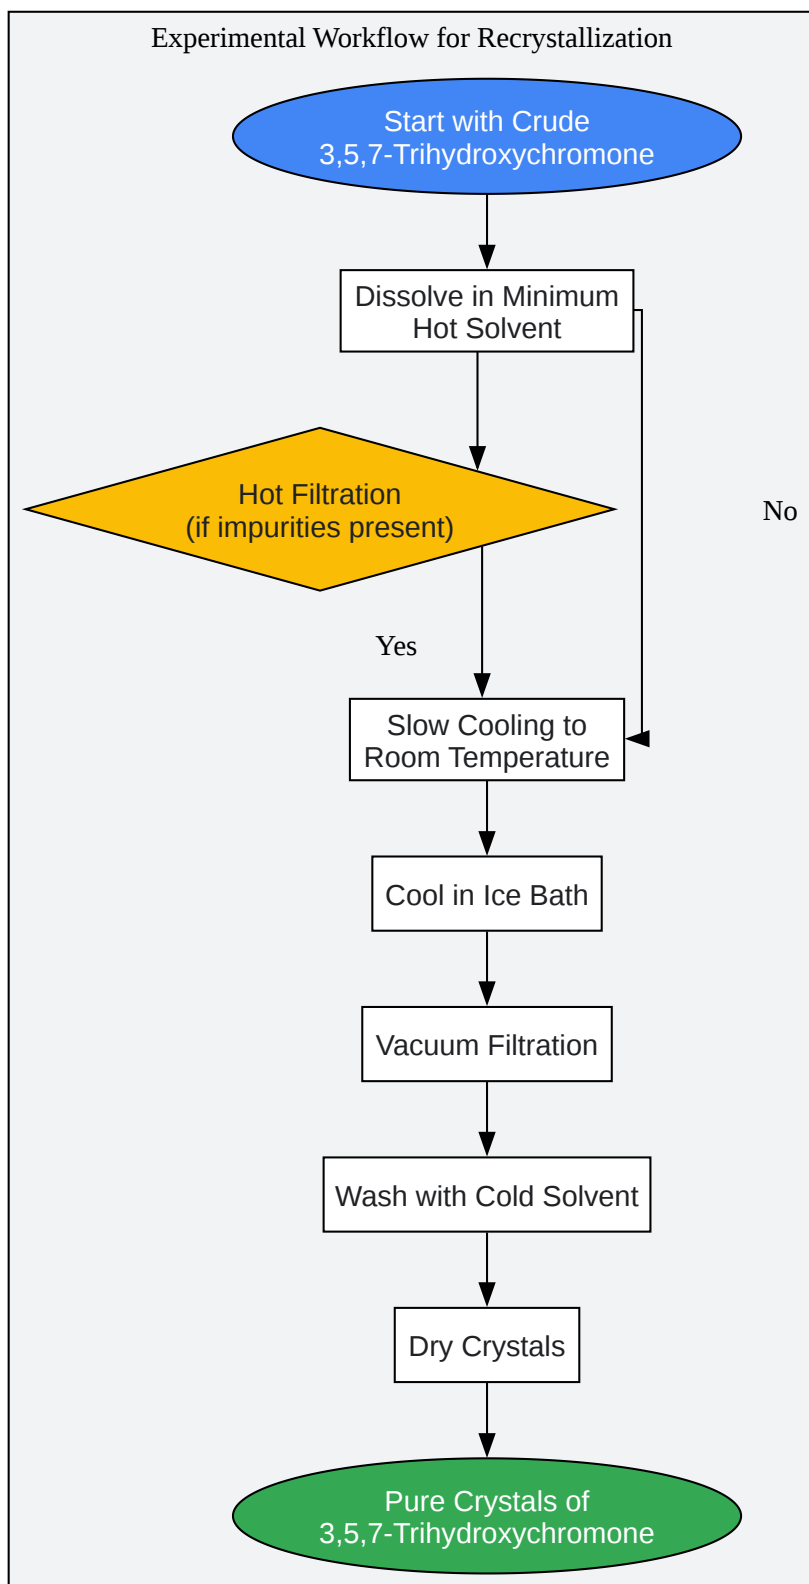 Experimental Workflow for Recrystallization
Start with Crude
3,5,7-Trihydroxychromone
Dissolve in Minimum
Hot Solvent
Hot Filtration
(if impurities present)
No
Yes
Slow Cooling to
Room Temperature
Cool in Ice Bath
Vacuum Filtration
Wash with Cold Solvent
Dry Crystals
Pure Crystals of
3,5,7-Trihydroxychromone